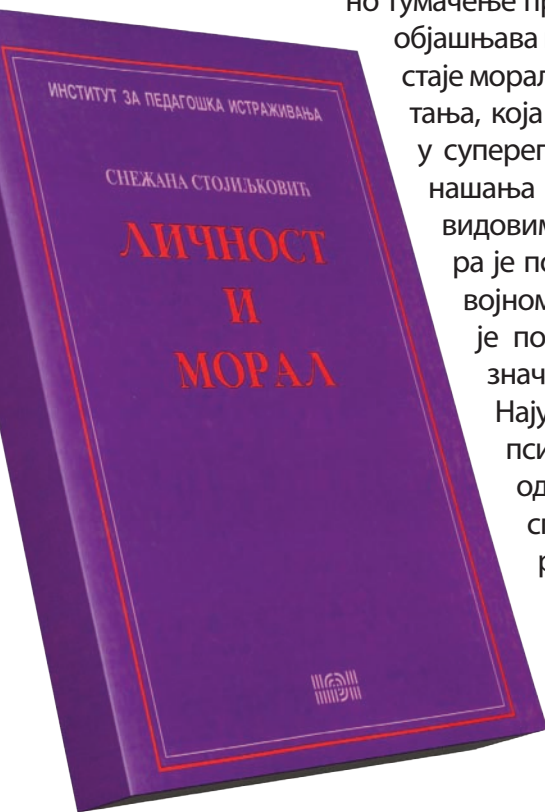 ИНСТИТУТ ЗА ПЕДАГОШКА ИСТРАЖИВАЊА
СНЕЖАНА СТОЈИЉКОВИЋ
ЛИЧНОСТ
И
МОРАЛ
но тумачење
објашњава
стаје морал
тања, која
у суперег
нашања
видовим
ра је по
војном
је по
знач
Нају
пси
од